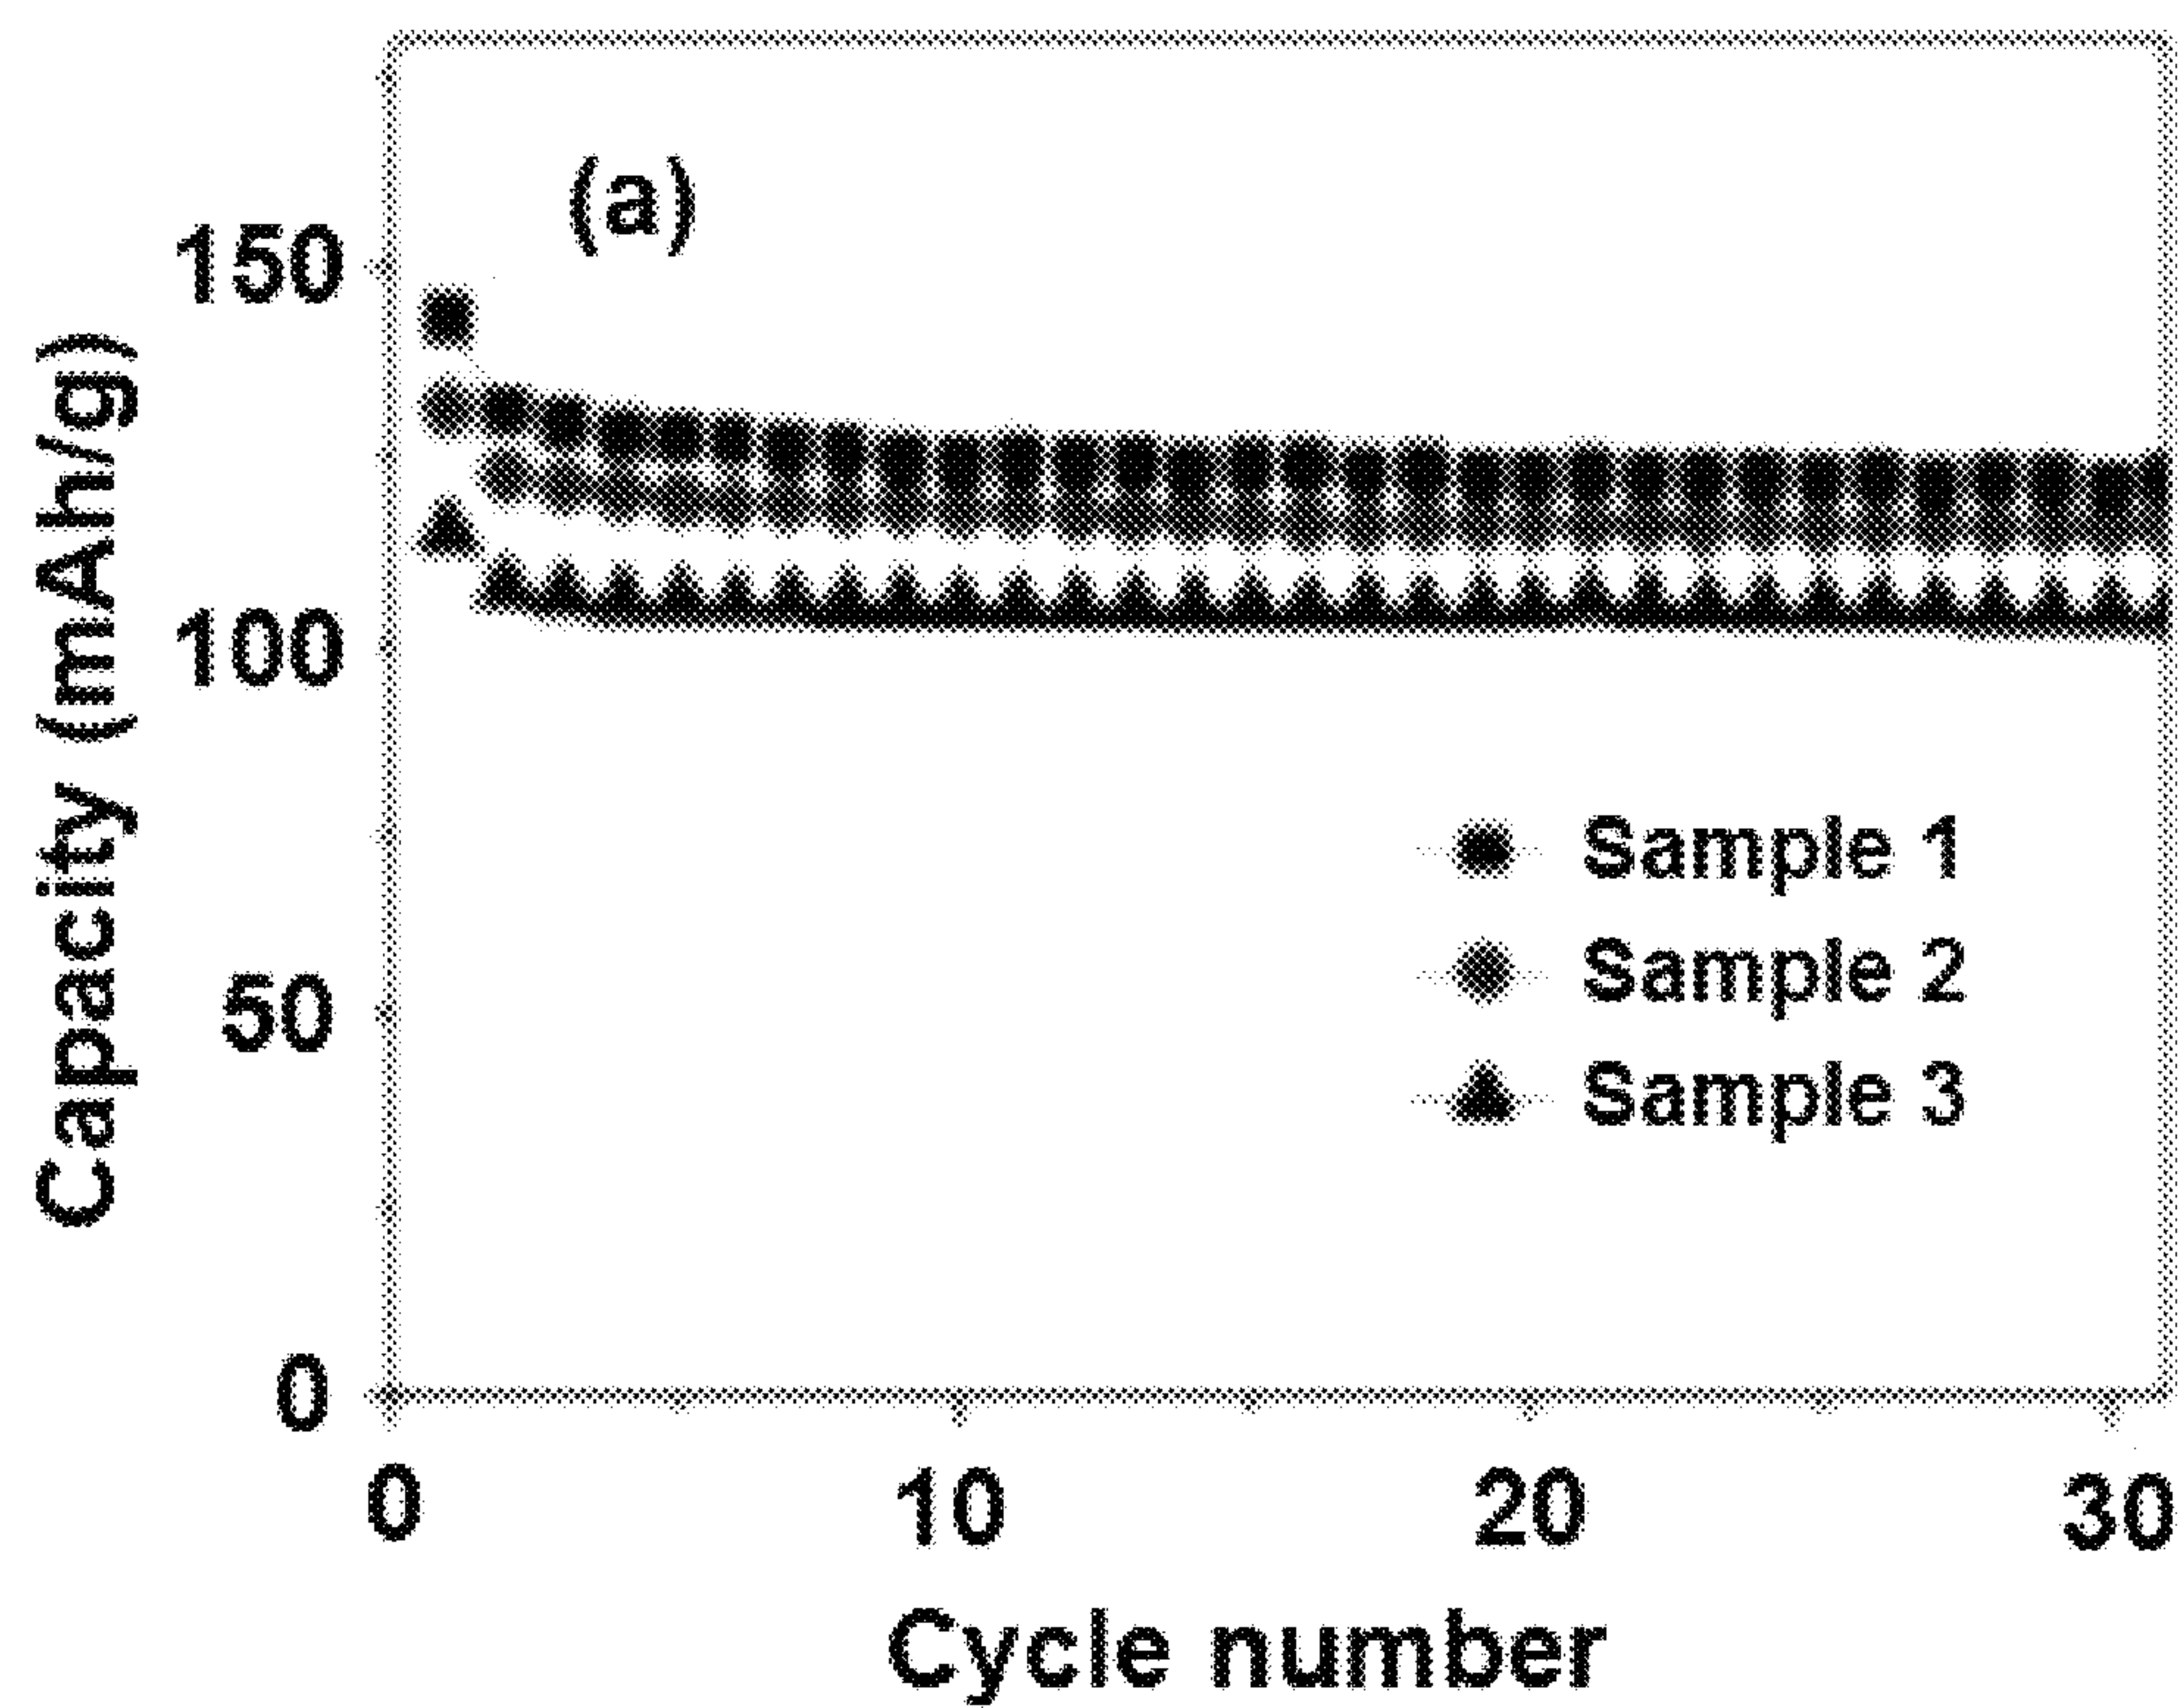 (a)
150
100
50
0
Capacity (mAh/g)
Sample 1
Sample 2
Sample 3
0 10 20 30
Cycle number